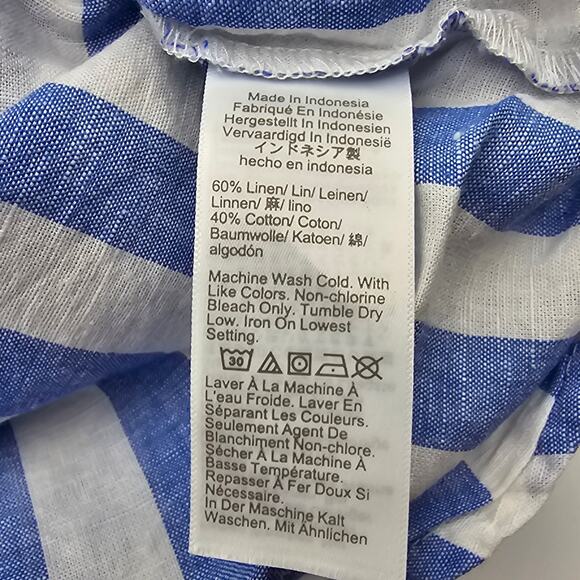 Made In Indonesia
Fabriqué En Indonésie
Hergestellt In Indonesien
Vervaardigd In Indonesië
インドネシア製
hecho en indonesia
60% Linen/ Lin/ Leinen/
Linnen/ 麻/ lino
40% Cotton/ Coton/
Baumwolle/ Katoen/ 綿/
algodón
Machine Wash Cold. With
Like Colors. Non-chlorine
Bleach Only. Tumble Dry
Low. Iron On Lowest
Setting.
30
Laver À La Machine À
L'eau Froide. Laver En
Séparant Les Couleurs.
Seulement Agent De
Blanchiment Non-chlore.
Sécher À La Machine À
Basse Température.
Repasser À Fer Doux Si
Nécessaire.
In Der Maschine Kalt
Waschen. Mit Ähnlichen